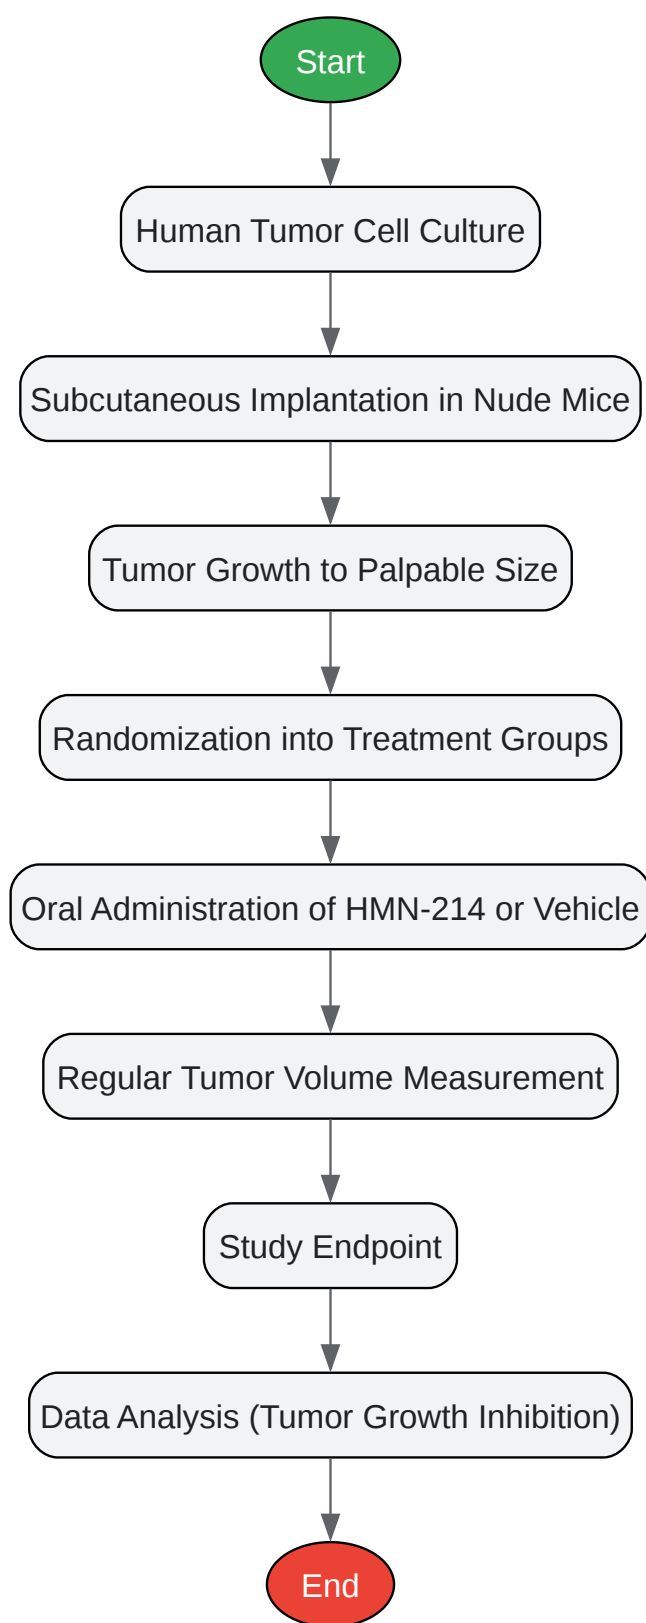 Start
Human Tumor Cell Culture
Subcutaneous Implantation in Nude Mice
Tumor Growth to Palpable Size
Randomization into Treatment Groups
Oral Administration of HMN-214 or Vehicle
Regular Tumor Volume Measurement
Study Endpoint
Data Analysis (Tumor Growth Inhibition)
End